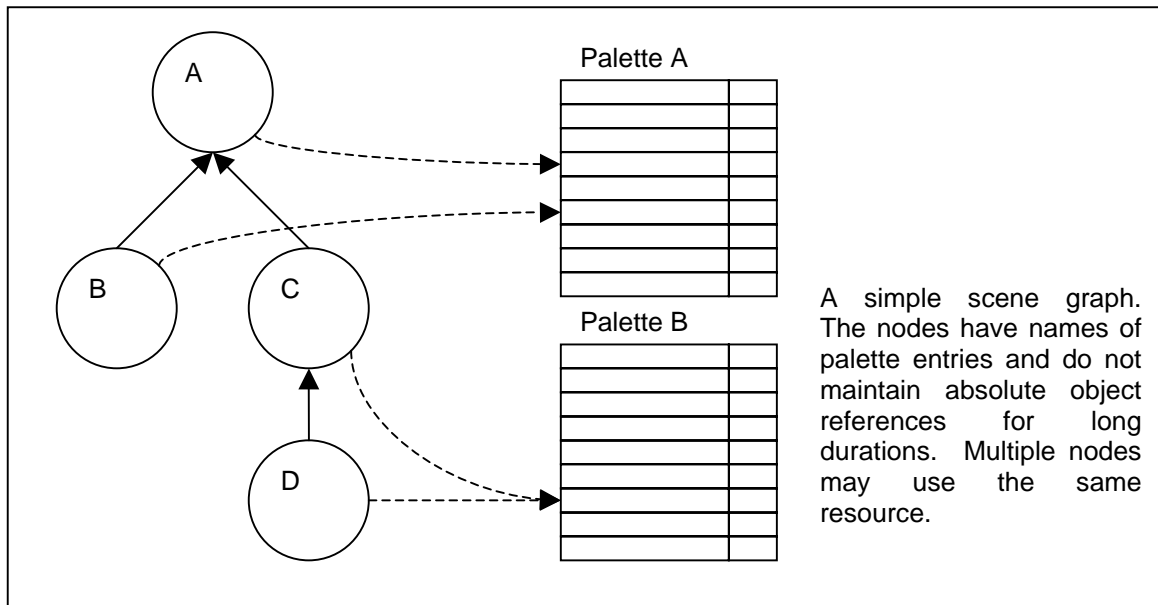 A
Palette A
B
C
Palette B
D
A simple scene graph.
The nodes have names of
palette entries and do not
maintain absolute object
references for long
durations. Multiple nodes
may use the same
resource.